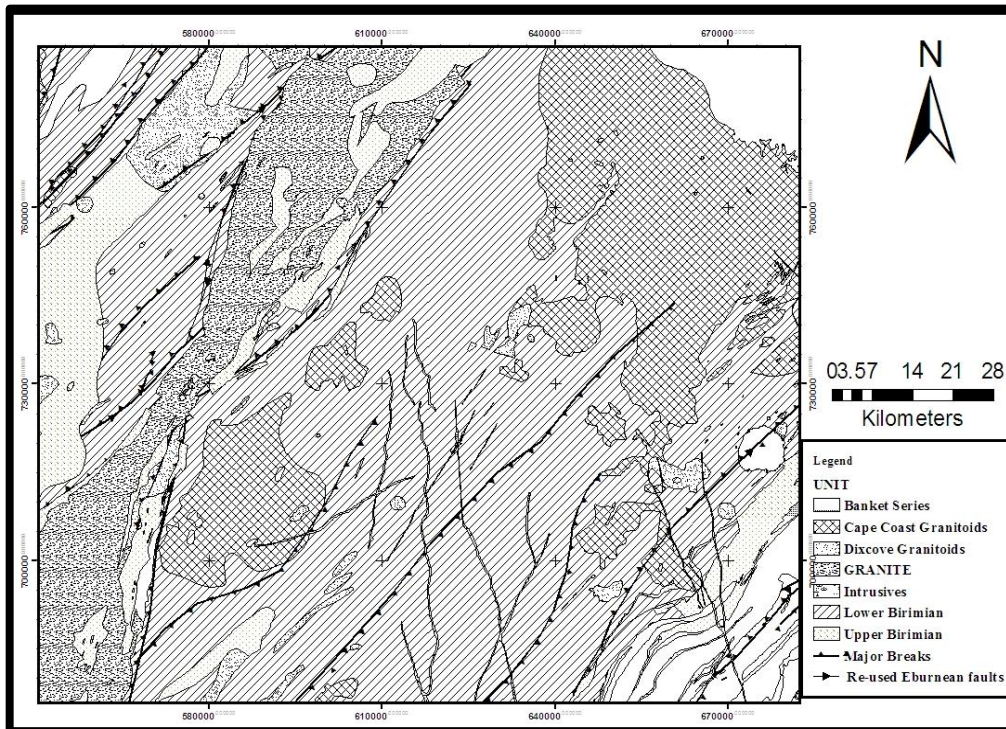 580000 610000 640000 670000
N
760000 760000
730000 730000
03.57 14 21 28
Kilometers
Legend
UNIT
Banket Series
Cape Coast Granitoids
Dixcove Granitoids
GRANITE
Intrusives
Lower Birimian
Upper Birimian
Major Breaks
Re-used Eburnean faults
700000
580000 610000 640000 670000